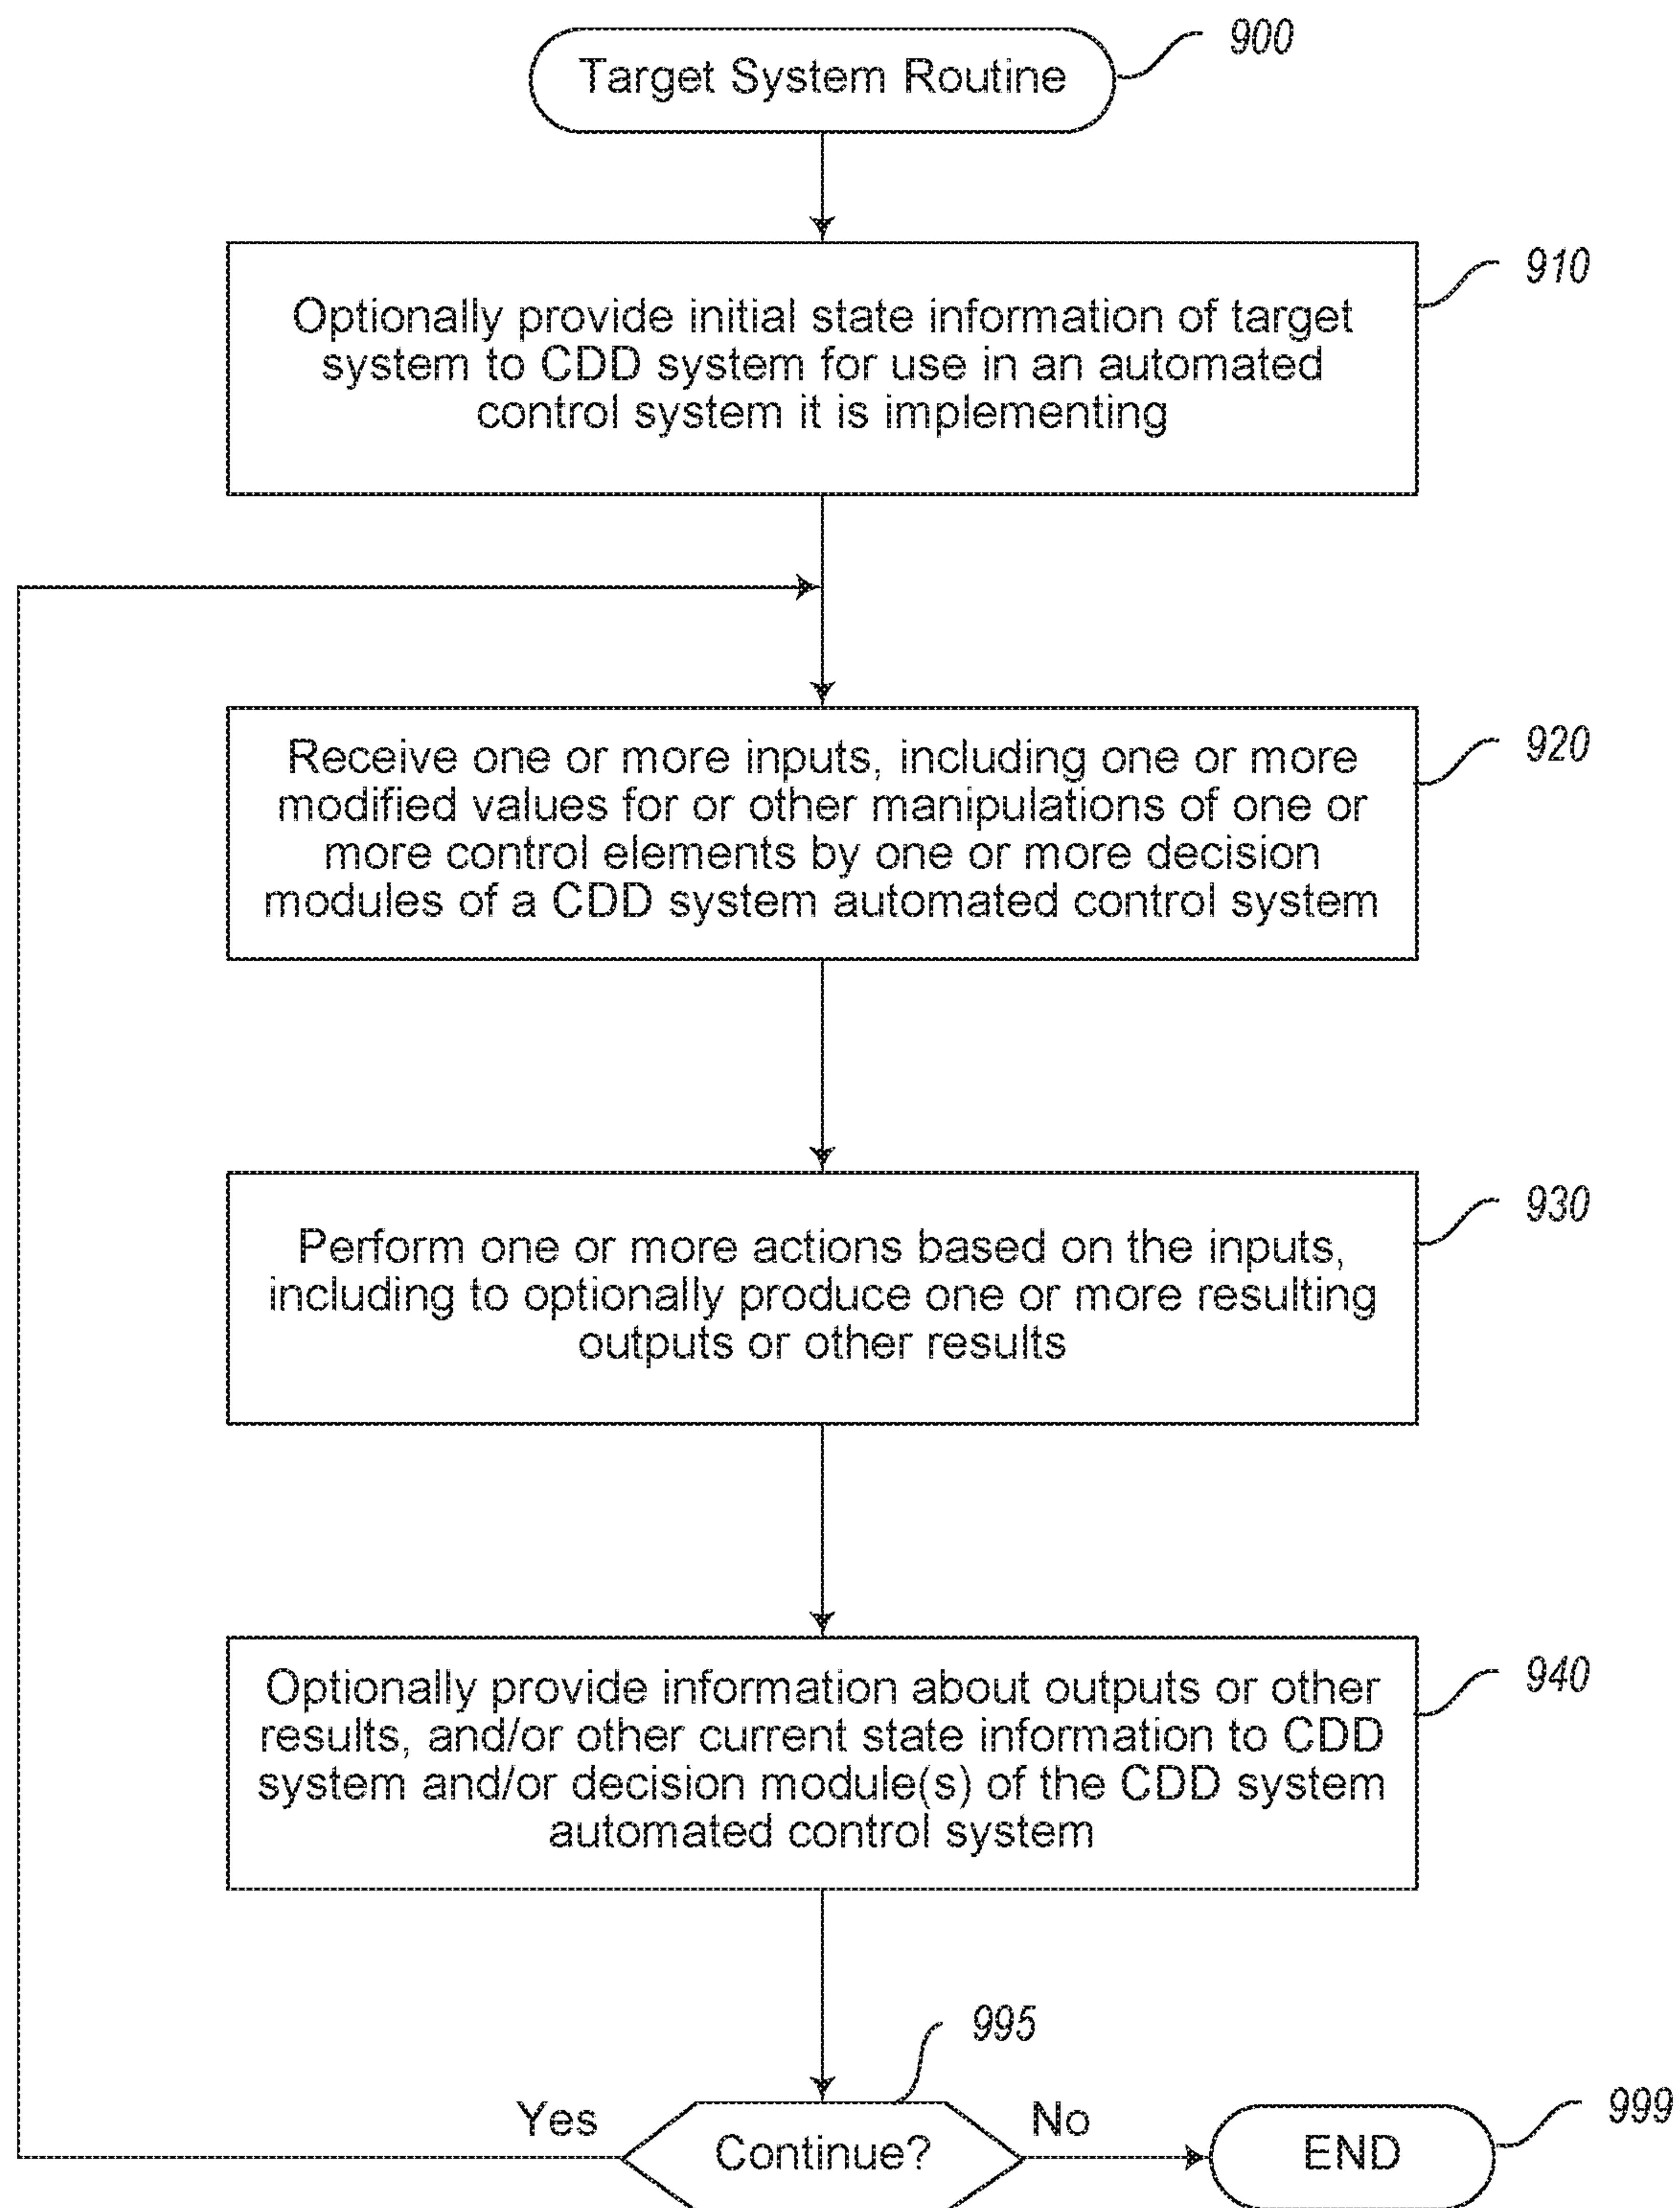 900
Target System Routine
910
Optionally provide initial state information of target
system to CDD system for use in an automated
control system it is implementing
920
Receive one or more inputs, including one or more
modified values for or other manipulations of one or
more control elements by one or more decision
modules of a CDD system automated control system
930
Perform one or more actions based on the inputs,
including to optionally produce one or more resulting
outputs or other results
940
Optionally provide information about outputs or other
results, and/or other current state information to CDD
system and/or decision module(s) of the CDD system
automated control system
995
Yes
Continue?
No
999
END